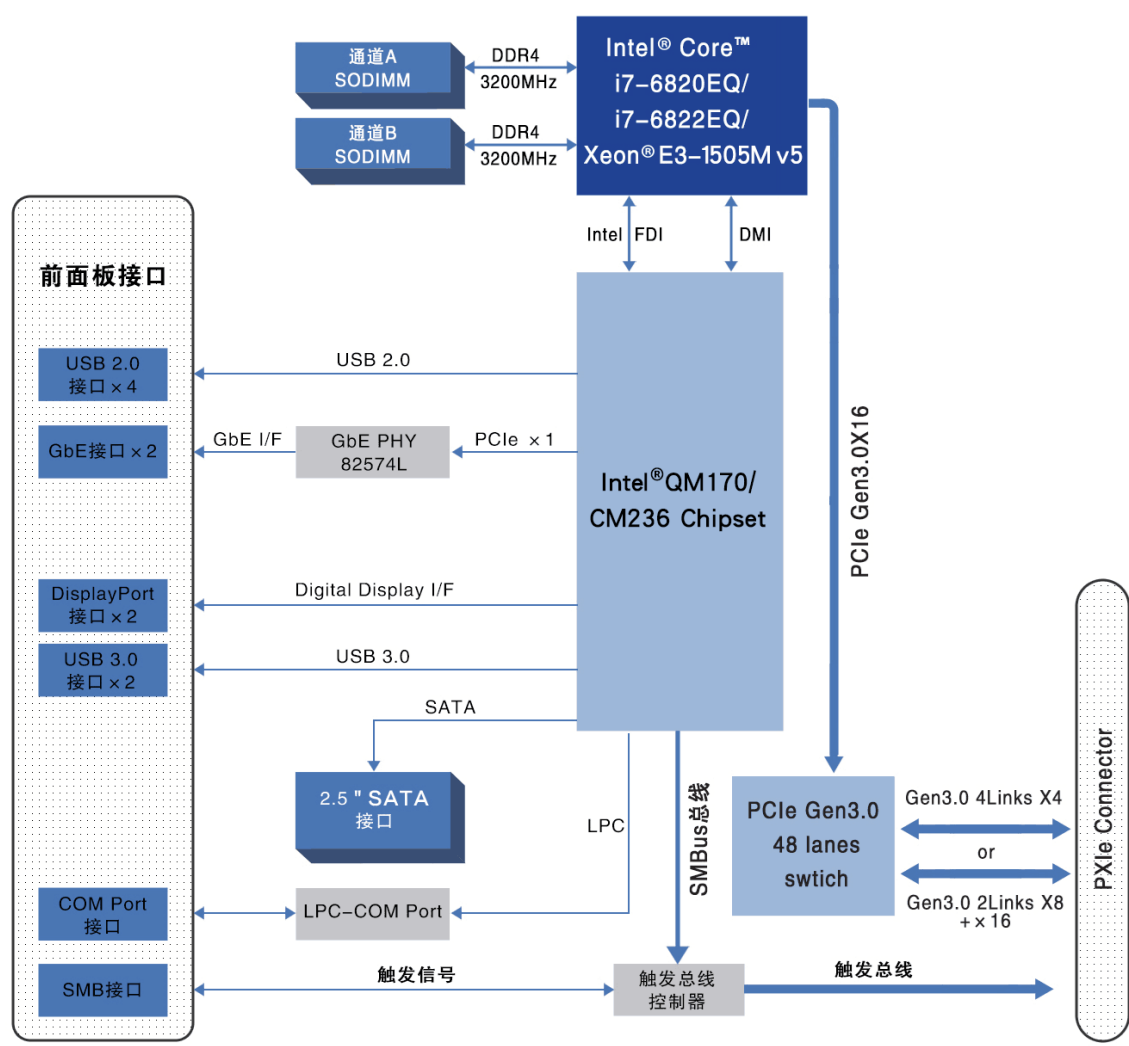 通道A
SODIMM
DDR4
3200MHz
通道B
SODIMM
DDR4
3200MHz
Intel® Core™
i7-6820EQ/
i7-6822EQ/
Xeon®E3-1505M v5
Intel FDI
DMI
前面板接口
USB 2.0
接口×4
USB 2.0
GbE接口×2
GbE I/F
GbE PHY
82574L
PCIe ×1
Intel®QM170/
CM236 Chipset
PCIe Gen3.0X16
DisplayPort
接口×2
Digital Display I/F
USB 3.0
接口×2
USB 3.0
SATA
2.5 " SATA
接口
LPC
SMBus总线
PCIe Gen3.0
48 lanes
swtich
Gen3.0 4Links X4
or
Gen3.0 2Links X8
+×16
PXIe Connector
COM Port
接口
LPC-COM Port
SMB接口
触发信号
触发总线
控制器
触发总线